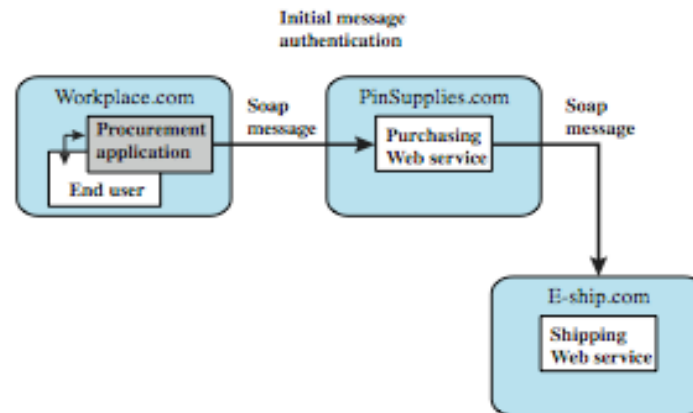 Initial message
authentication
Workplace.com
Procurement
application
End user
Soap
message
PinSupplies.com
Purchasing
Web service
Soap
message
E-ship.com
Shipping
Web service